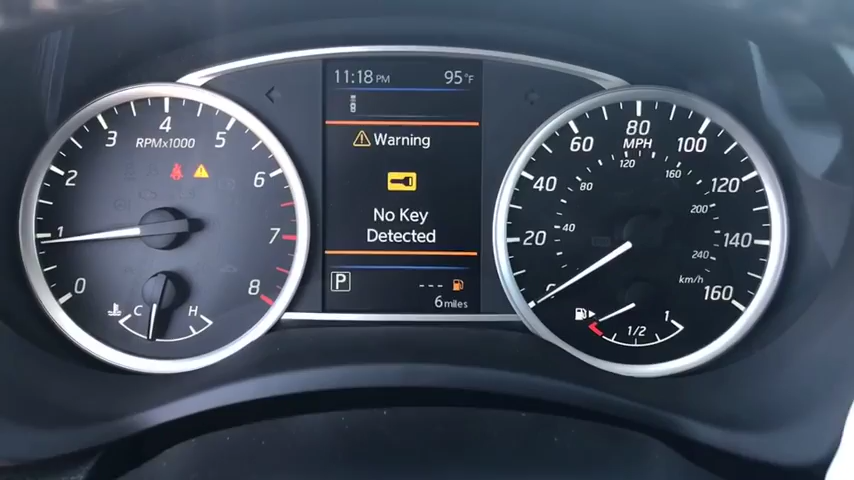 11:18 PM 95°F
Warning
No Key
Detected
P --- 
6 miles
0 1 2 3 4 5 6 7 8
RPMx1000
C H
0 20 40 60 80 100 120 140 160
MPH
40 80 120 160 200 240
km/h
1/2 1